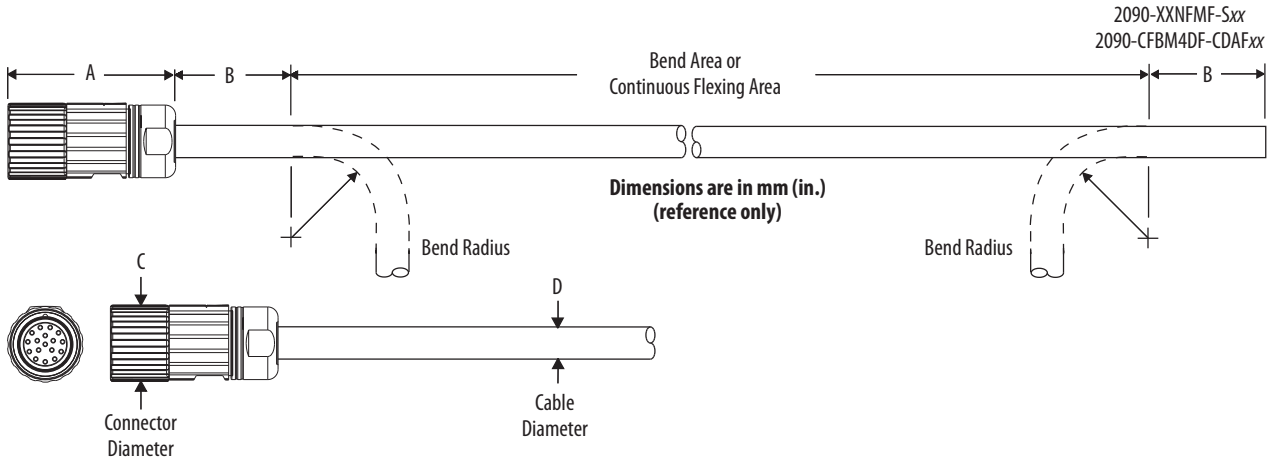 2090-XXNFMF-Sxx
2090-CFBM4DF-CDAFxx
A
B
Bend Area or
Continuous Flexing Area
B
Dimensions are in mm (in.)
(reference only)
Bend Radius
Bend Radius
C
D
Connector
Diameter
Cable
Diameter